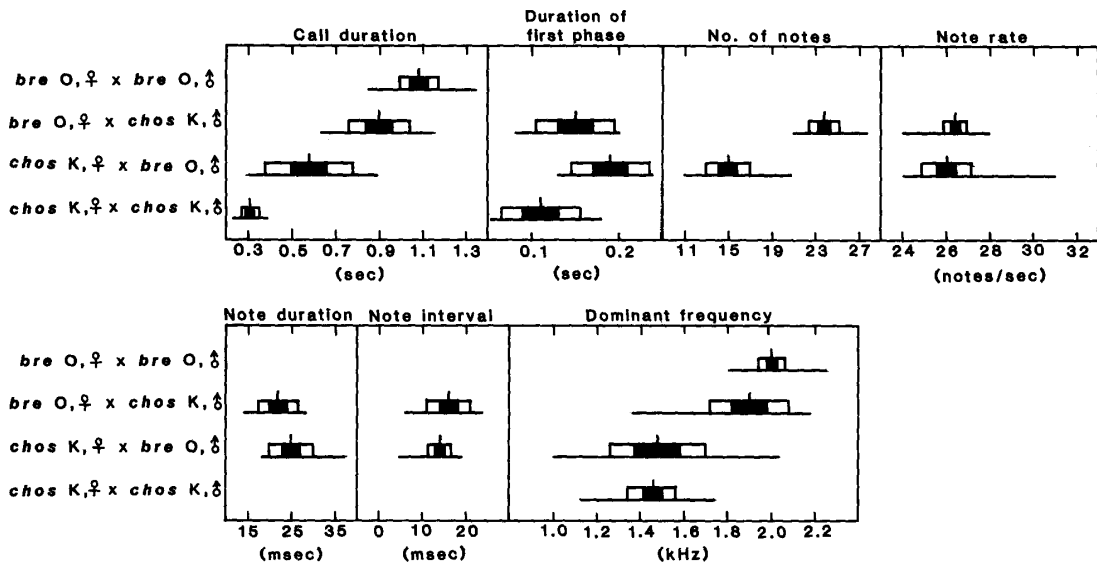 Call duration
Duration of
first phase
No. of notes
Note rate
bre O,♀ x bre O,♂
bre O,♀ x chos K,♂
chos K,♀ x bre O,♂
chos K,♀ x chos K,♂
0.3 0.5 0.7 0.9 1.1 1.3
(sec)
0.1 0.2
(sec)
11 15 19 23 27
24 26 28 30 32
(notes/sec)
Note duration
Note interval
Dominant frequency
bre O,♀ x bre O,♂
bre O,♀ x chos K,♂
chos K,♀ x bre O,♂
chos K,♀ x chos K,♂
15 25 35
(msec)
0 10 20
(msec)
1.0 1.2 1.4 1.6 1.8 2.0 2.2
(kHz)